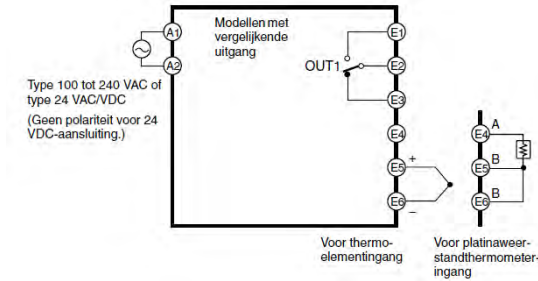 Modellen met
vergelijkende
uitgang
A1
A2
E1
OUT1
E2
E3
E4
E5
+
E6
−
Type 100 tot 240 VAC of
type 24 VAC/VDC
(Geen polariteit voor 24
VDC-aansluiting.)
E4
A
E5
B
E6
B
Voor thermo-
elementingang
Voor platinaweer-
standthermometer-
ingang